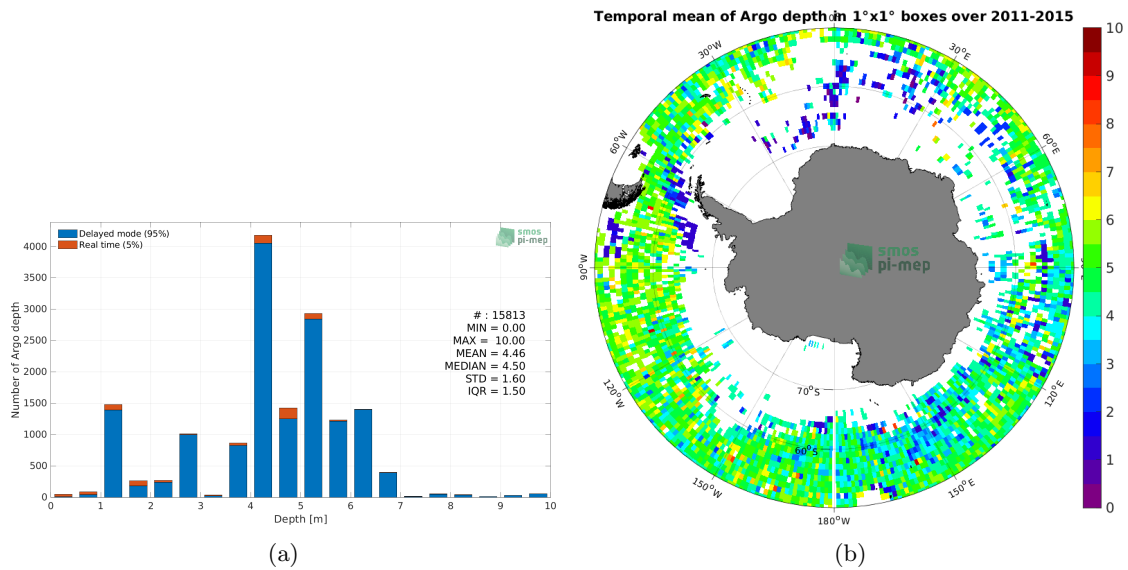 Delayed mode (95%)
Real time (5%)
smos
pi-mep
Number of Argo depth
4000
3500
3000
2500
2000
1500
1000
500
0
# : 15813
MIN = 0.00
MAX = 10.00
MEAN = 4.46
MEDIAN = 4.50
STD = 1.60
IQR = 1.50
0 1 2 3 4 5 6 7 8 9 10
Depth [m]
(a)
Temporal mean of Argo depth in 1°x1° boxes over 2011-2015
30°W
30°E
60°W
60°E
90°W
smos
pi-mep
120°W
120°E
70°S
60°S
150°W
150°E
180°W
10
9
8
7
6
5
4
3
2
1
0
(b)